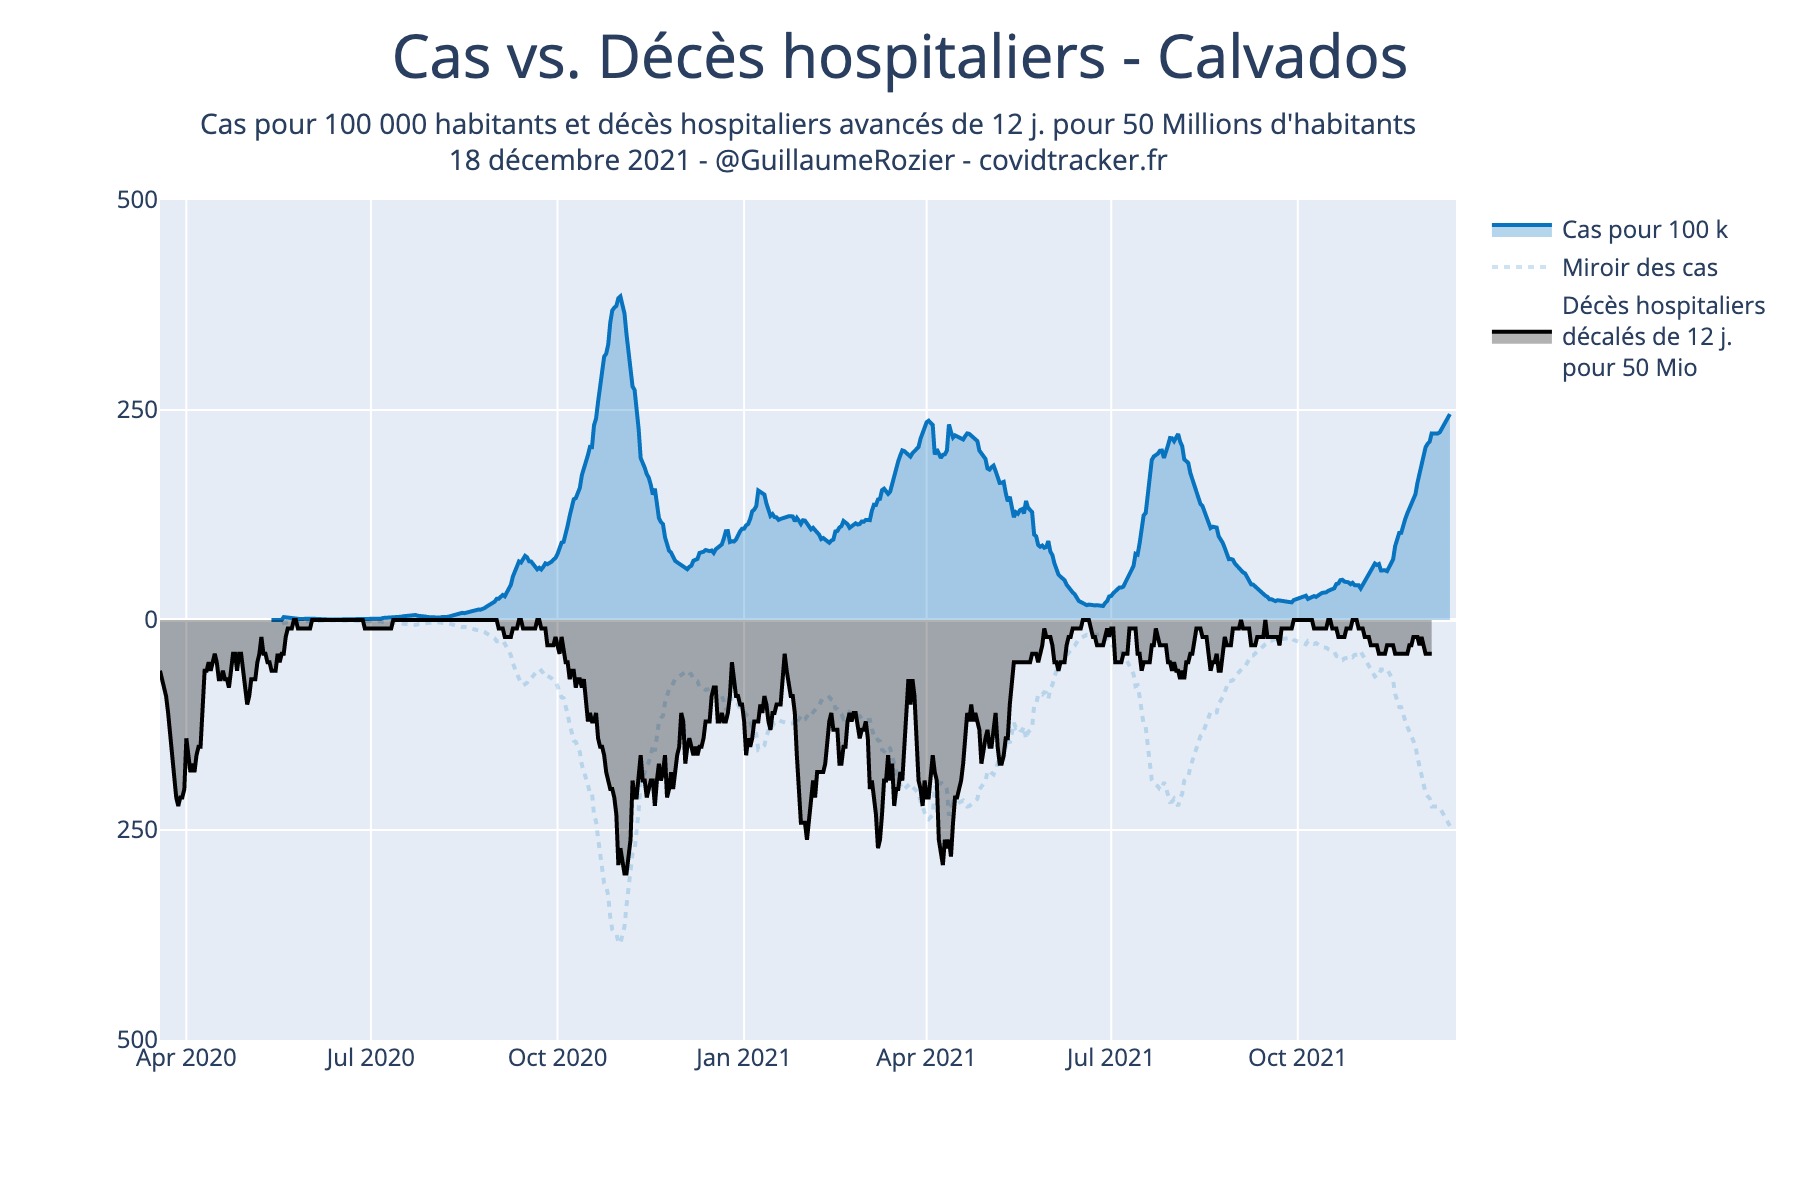 Cas vs. Décès hospitaliers - Calvados
Cas pour 100 000 habitants et décès hospitaliers avancés de 12 j. pour 50 Millions d'habitants
18 décembre 2021 - @GuillaumeRozier - covidtracker.fr
500
250
0
250
500
Apr 2020
Jul 2020
Oct 2020
Jan 2021
Apr 2021
Jul 2021
Oct 2021
Cas pour 100 k
Miroir des cas
Décès hospitaliers
décalés de 12 j.
pour 50 Mio